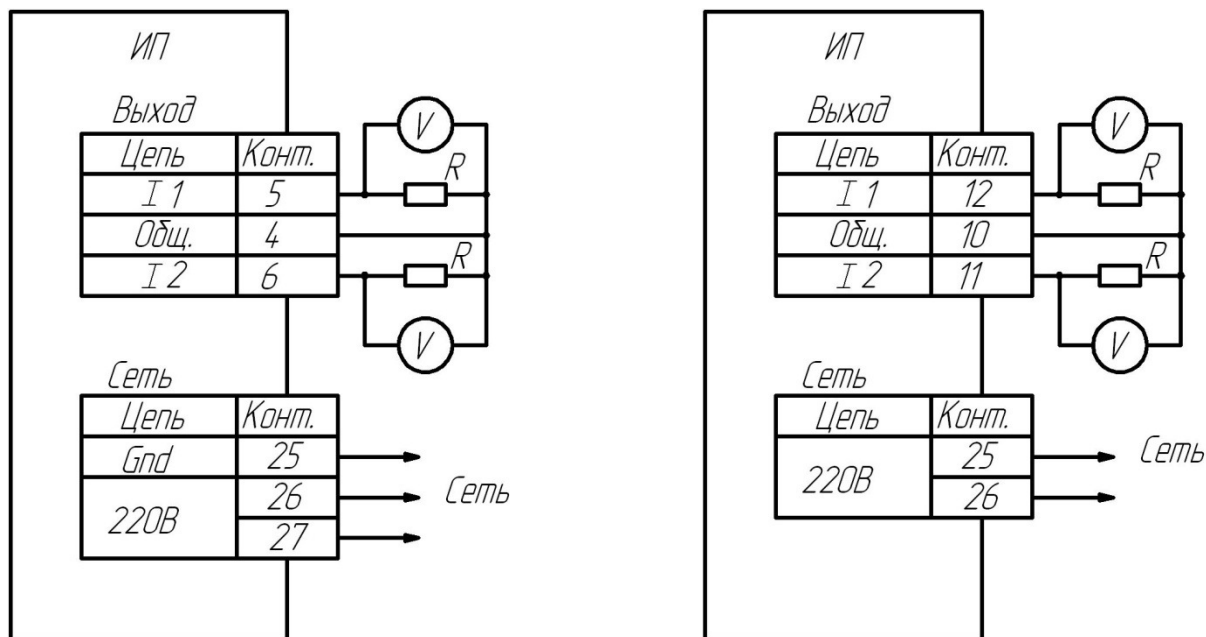 ИП
Выход
Цепь Конт.
I 1 5
Общ. 4
I 2 6
V
R
R
V
Сеть
Цепь Конт.
Gnd 25
220В 26
27
Сеть
ИП
Выход
Цепь Конт.
I 1 12
Общ. 10
I 2 11
V
R
R
V
Сеть
Цепь Конт.
220В 25
26
Сеть